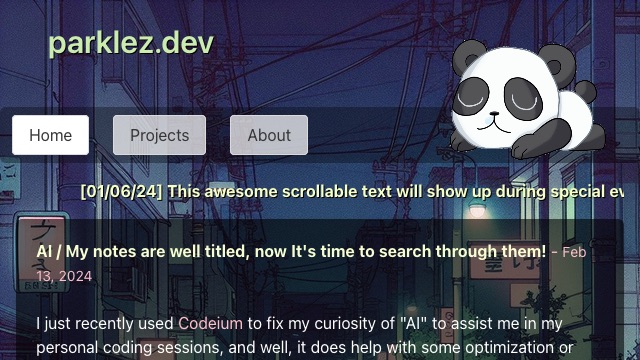 parklez.dev
Home
Projects
About
[01/06/24] This awesome scrollable text will show up during special ev
AI / My notes are well titled, now It's time to search through them! - Feb
13, 2024
I just recently used Codeium to fix my curiosity of "AI" to assist me in my
personal coding sessions, and well, it does help with some optimization or